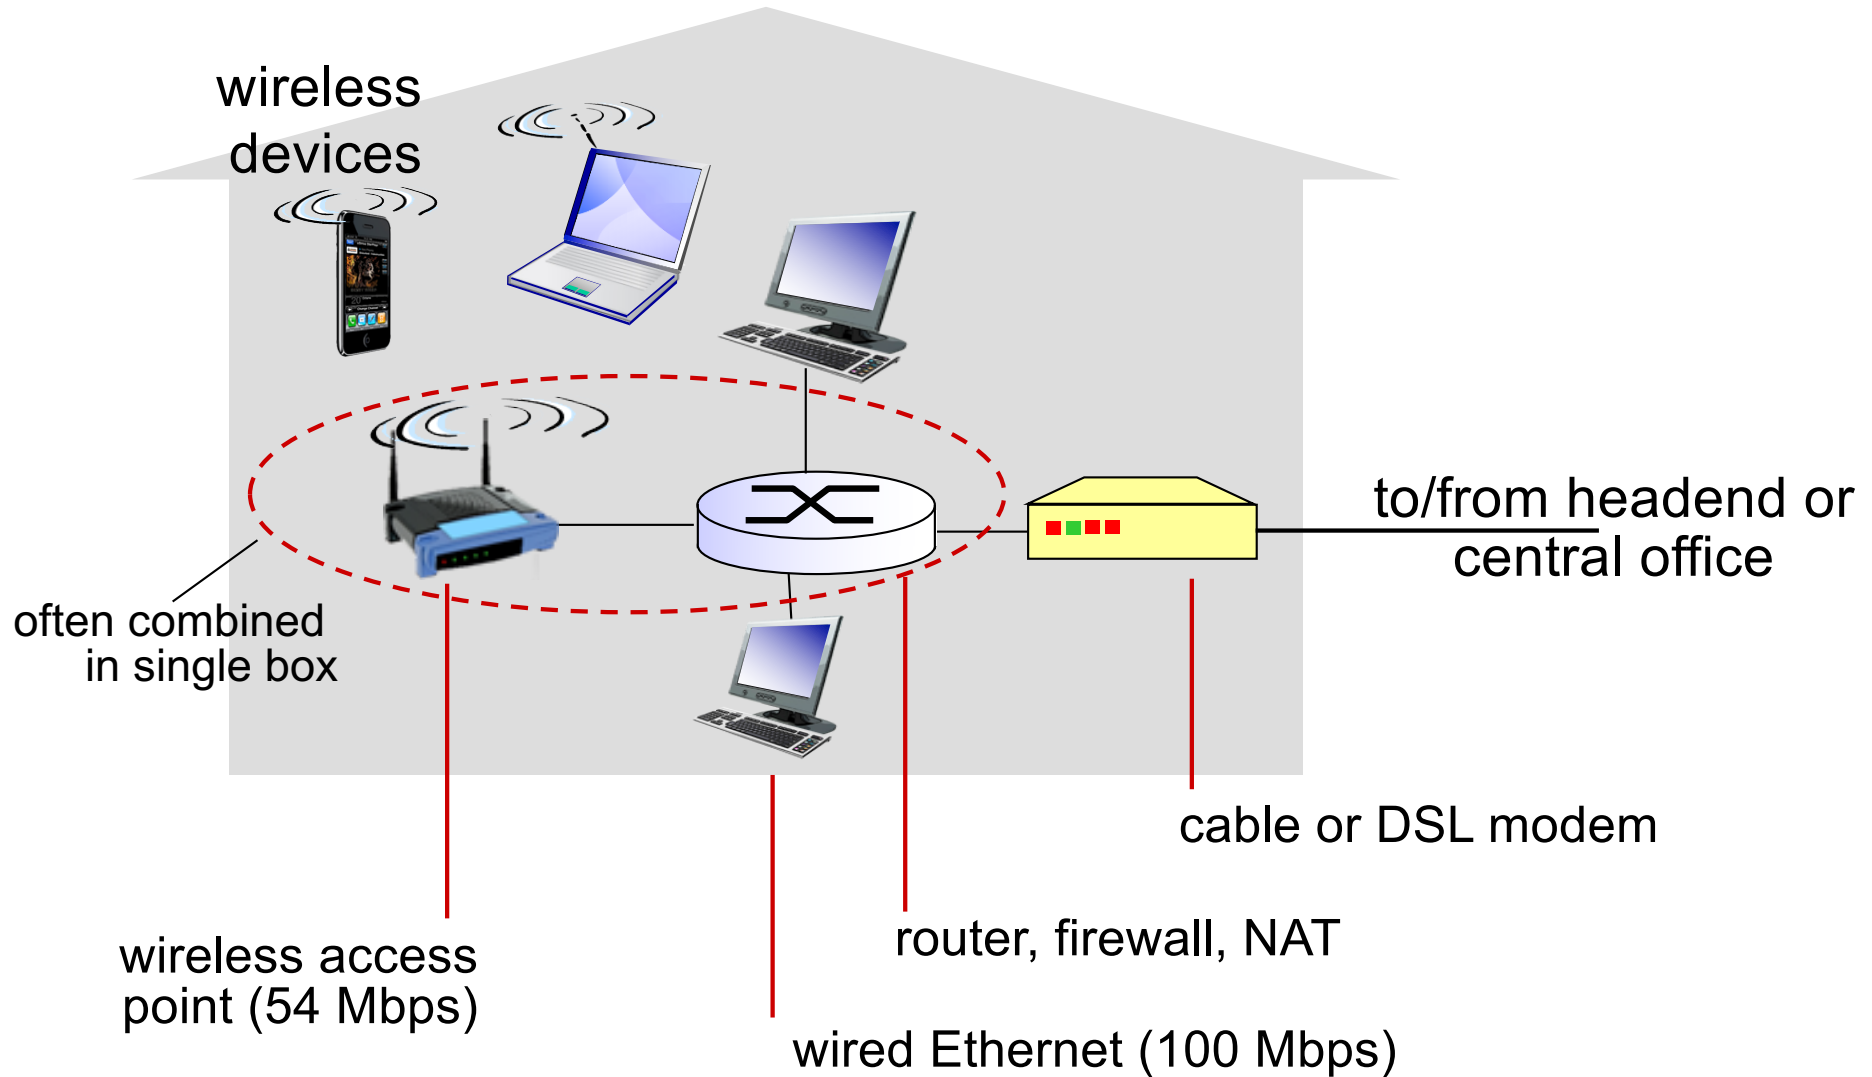 wireless
devices
to/from headend or
central office
often combined
in single box
cable or DSL modem
router, firewall, NAT
wireless access
point (54 Mbps)
wired Ethernet (100 Mbps)